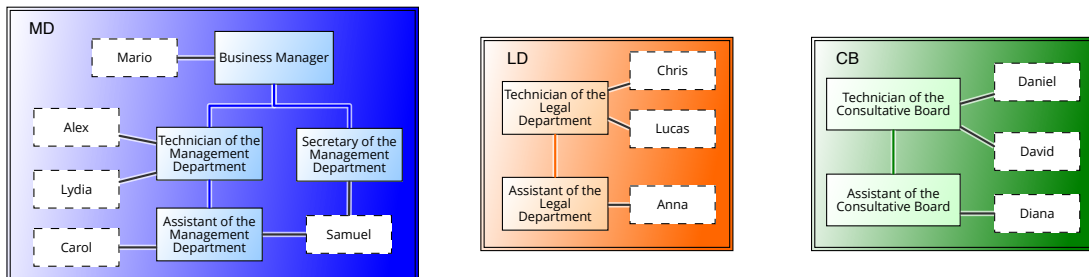 MD
Mario
Business Manager
Alex
Technician of the
Management
Department
Secretary of the
Management
Department
Lydia
Assistant of the
Management
Department
Carol
Samuel
LD
Chris
Technician of the
Legal
Department
Lucas
Assistant of the
Legal
Department
Anna
CB
Daniel
Technician of the
Consultative Board
David
Assistant of the
Consultative Board
Diana